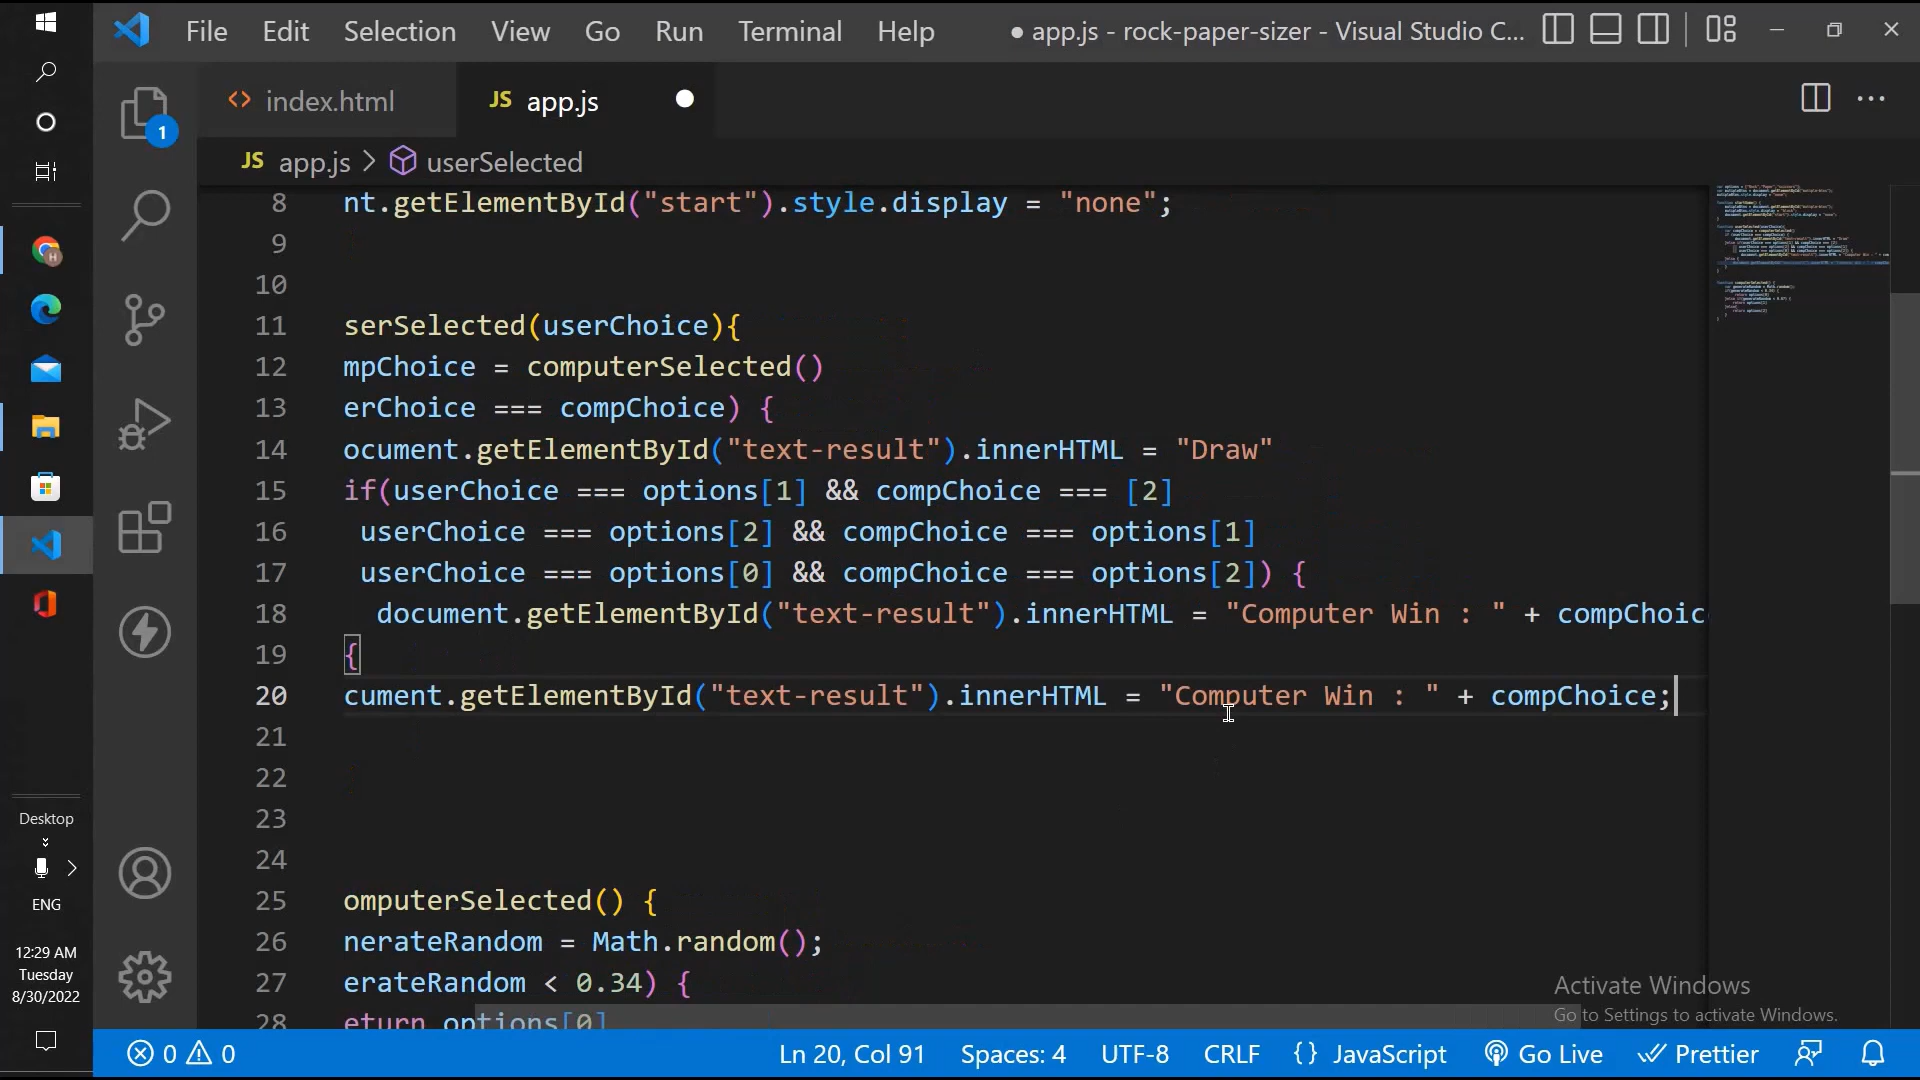 File Edit Selection View Go Run Terminal Help ● app.js - rock-paper-sizer - Visual Studio C...
index.html JS app.js
1
JS app.js > userSelected
8 nt.getElementById("start").style.display = "none";
9
10
11 serSelected(userChoice){
12 mpChoice = computerSelected()
13 erChoice === compChoice) {
14 ocument.getElementById("text-result").innerHTML = "Draw"
15 if(userChoice === options[1] && compChoice === [2]
16 userChoice === options[2] && compChoice === options[1]
17 userChoice === options[0] && compChoice === options[2]) {
18 document.getElementById("text-result").innerHTML = "Computer Win : " + compChoic
19 {
20 cument.getElementById("text-result").innerHTML = "Computer Win : " + compChoice;
21
22
23
24
25 omputerSelected() {
26 nerateRandom = Math.random();
27 erateRandom < 0.34) {
28 eturn options[0]
Desktop
ENG
12:29 AM
Tuesday
8/30/2022
Activate Windows
Go to Settings to activate Windows.
0 0 Ln 20, Col 91 Spaces: 4 UTF-8 CRLF {} JavaScript Go Live Prettier